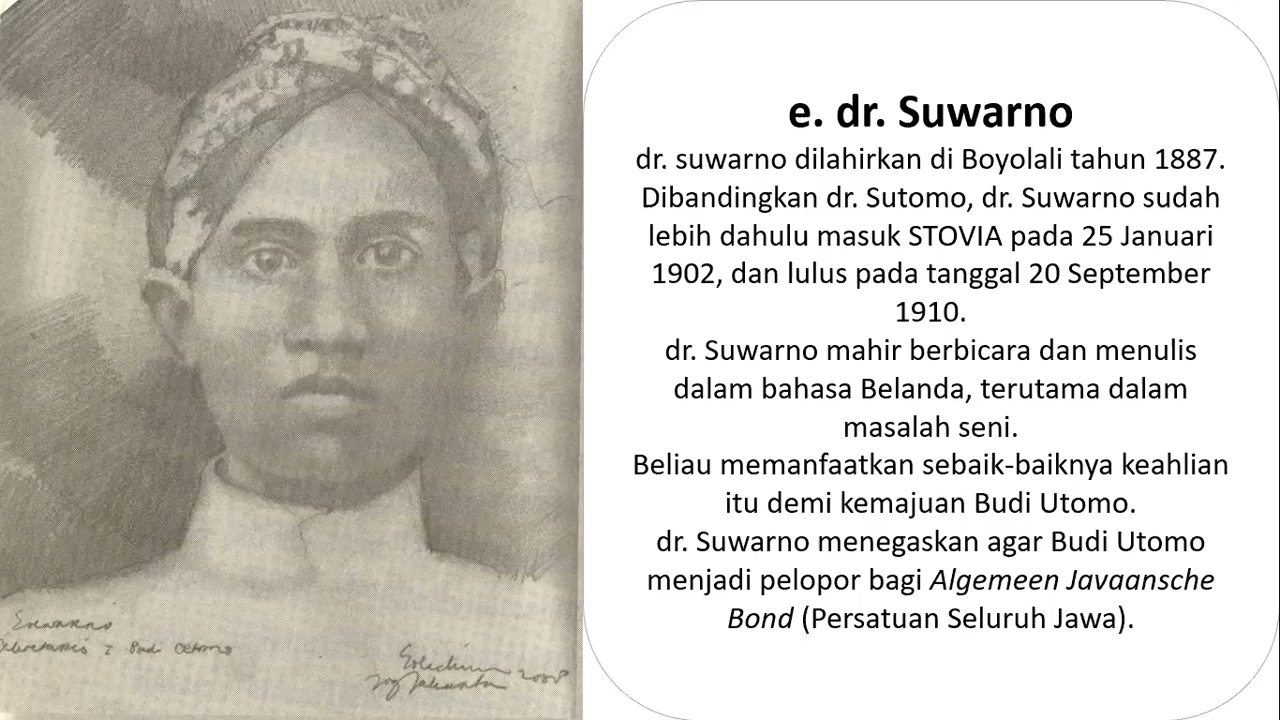 e. dr. Suwarno
dr. suwarno dilahirkan di Boyolali tahun 1887.
Dibandingkan dr. Sutomo, dr. Suwarno sudah
lebih dahulu masuk STOVIA pada 25 Januari
1902, dan lulus pada tanggal 20 September
1910.
dr. Suwarno mahir berbicara dan menulis
dalam bahasa Belanda, terutama dalam
masalah seni.
Beliau memanfaatkan sebaik-baiknya keahlian
itu demi kemajuan Budi Utomo.
dr. Suwarno menegaskan agar Budi Utomo
menjadi pelopor bagi Algemeen Javaansche
Bond (Persatuan Seluruh Jawa).
Soewarno
I Budi Oetomo
2008